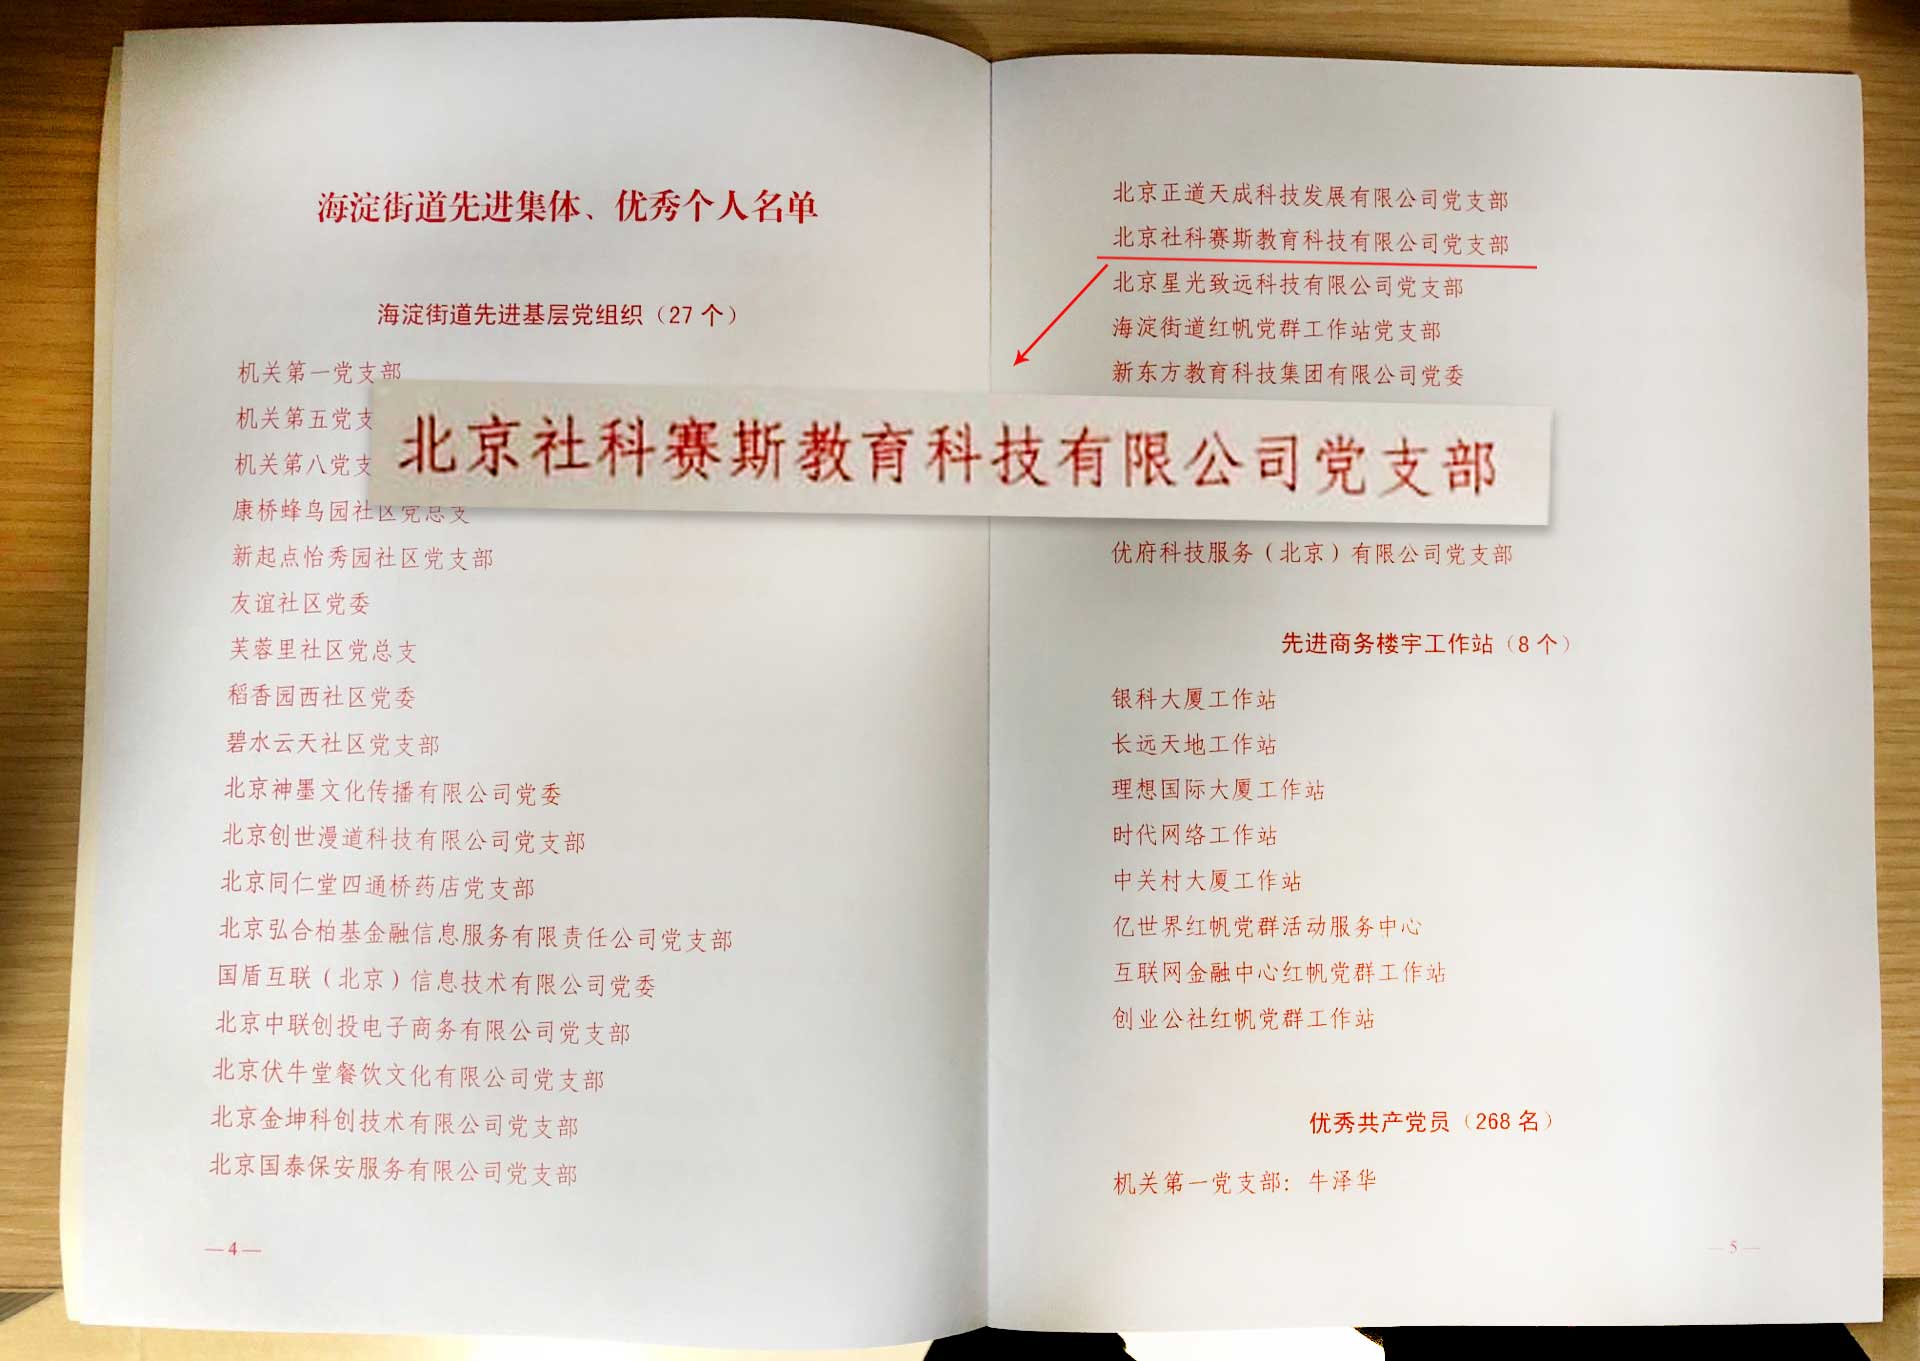 海淀街道先进集体、优秀个人名单
海淀街道先进基层党组织（27 个）
机关第一党支部
机关第五党支
机关第八党支
康桥蜂鸟园社区党总支
新起点怡秀园社区党支部
友谊社区党委
芙蓉里社区党总支
稻香园西社区党委
碧水云天社区党支部
北京神墨文化传播有限公司党委
北京创世漫道科技有限公司党支部
北京同仁堂四通桥药店党支部
北京弘合柏基金融信息服务有限责任公司党支部
国盾互联（北京）信息技术有限公司党委
北京中联创投电子商务有限公司党支部
北京伏牛堂餐饮文化有限公司党支部
北京金坤科创技术有限公司党支部
北京国泰保安服务有限公司党支部
—4—
北京正道天成科技发展有限公司党支部
北京社科赛斯教育科技有限公司党支部
北京星光致远科技有限公司党支部
海淀街道红帆党群工作站党支部
新东方教育科技集团有限公司党委
北京社科赛斯教育科技有限公司党支部
优府科技服务（北京）有限公司党支部
先进商务楼宇工作站（8 个）
银科大厦工作站
长远天地工作站
理想国际大厦工作站
时代网络工作站
中关村大厦工作站
亿世界红帆党群活动服务中心
互联网金融中心红帆党群工作站
创业公社红帆党群工作站
优秀共产党员（268 名）
机关第一党支部：牛泽华
—5—